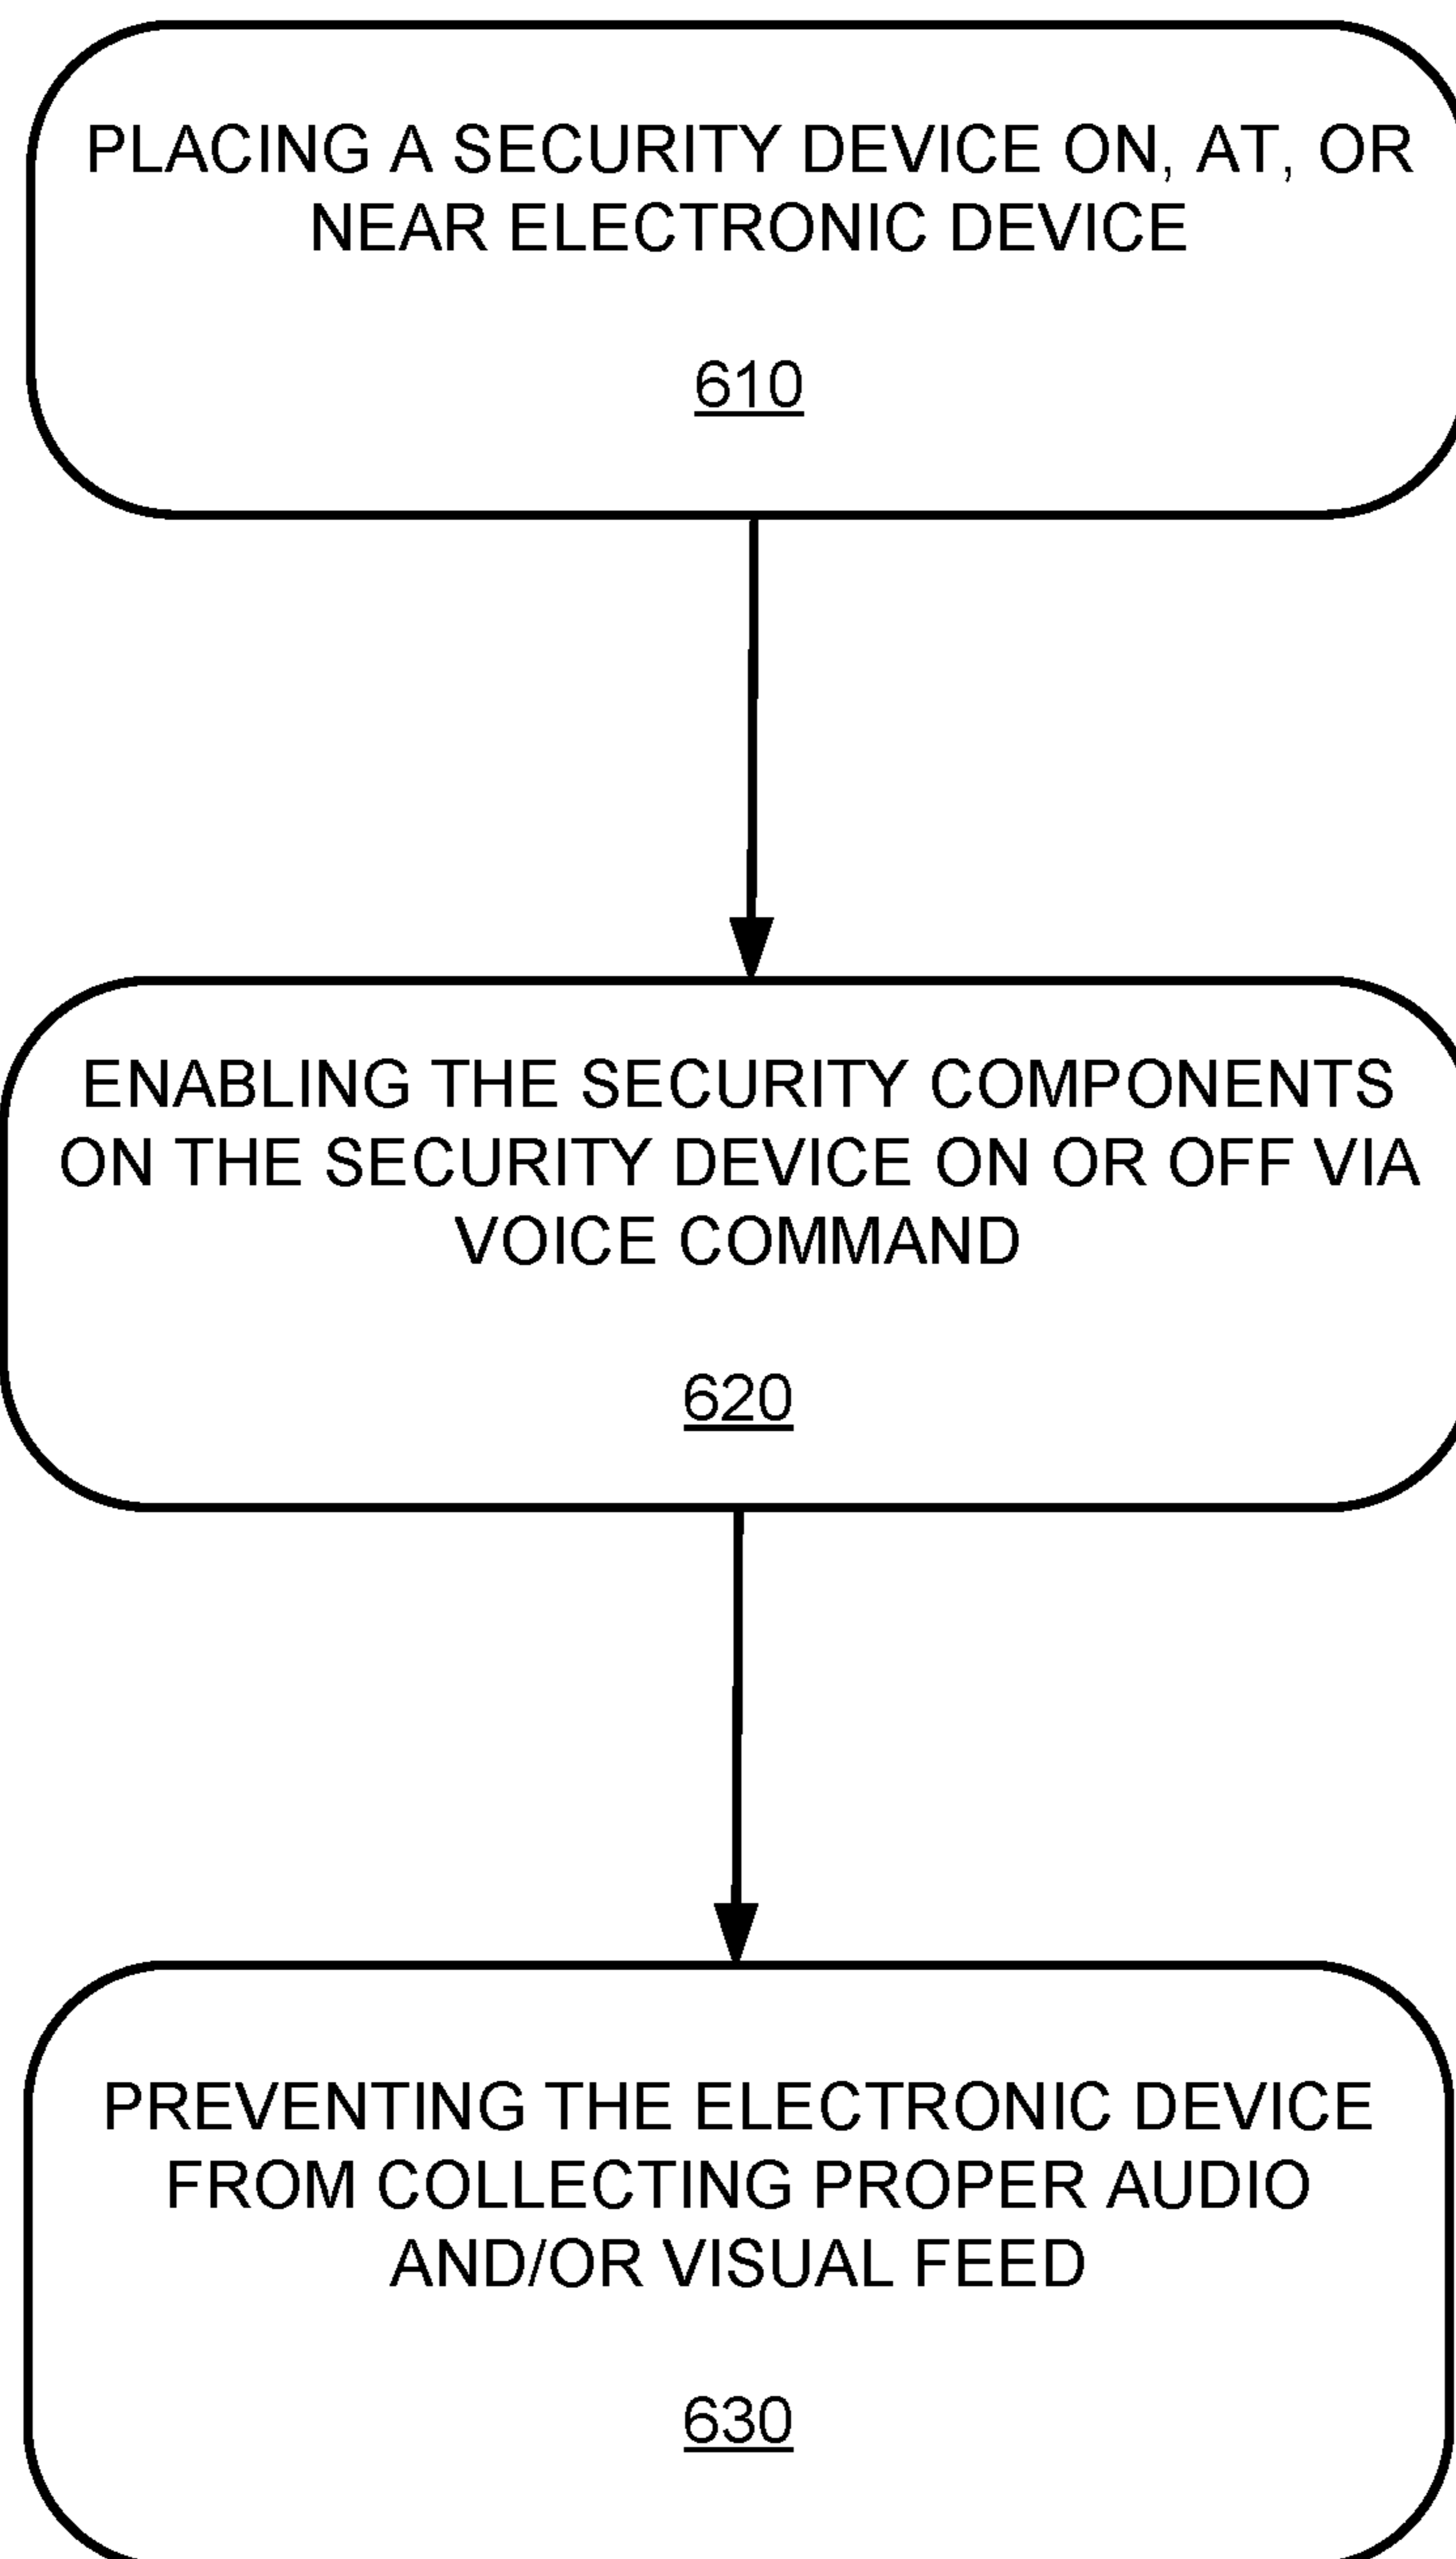 PLACING A SECURITY DEVICE ON, AT, OR
NEAR ELECTRONIC DEVICE
610
ENABLING THE SECURITY COMPONENTS
ON THE SECURITY DEVICE ON OR OFF VIA
VOICE COMMAND
620
PREVENTING THE ELECTRONIC DEVICE
FROM COLLECTING PROPER AUDIO
AND/OR VISUAL FEED
630